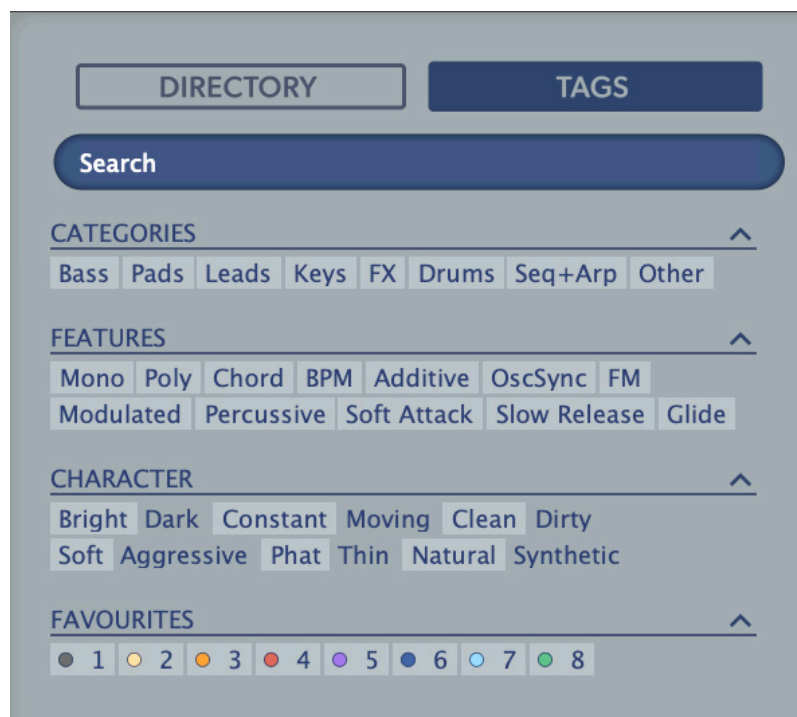 DIRECTORY TAGS
Search
CATEGORIES
Bass Pads Leads Keys FX Drums Seq+Arp Other
FEATURES
Mono Poly Chord BPM Additive OscSync FM
Modulated Percussive Soft Attack Slow Release Glide
CHARACTER
Bright Dark Constant Moving Clean Dirty
Soft Aggressive Phat Thin Natural Synthetic
FAVOURITES
1 2 3 4 5 6 7 8